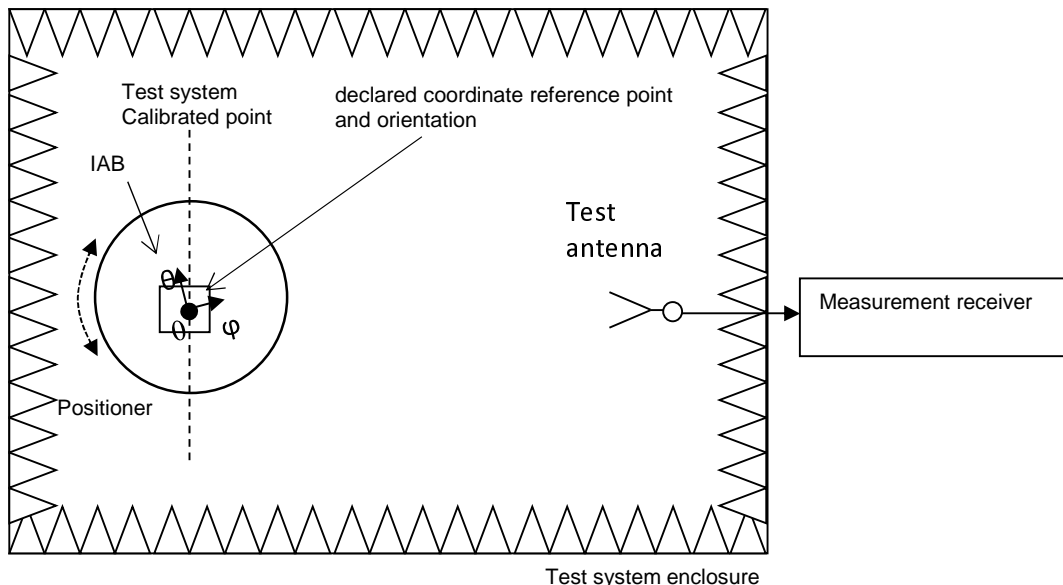 Test system
Calibrated point
declared coordinate reference point
and orientation
IAB
Test
antenna
θ
θ
φ
Measurement receiver
Positioner
Test system enclosure